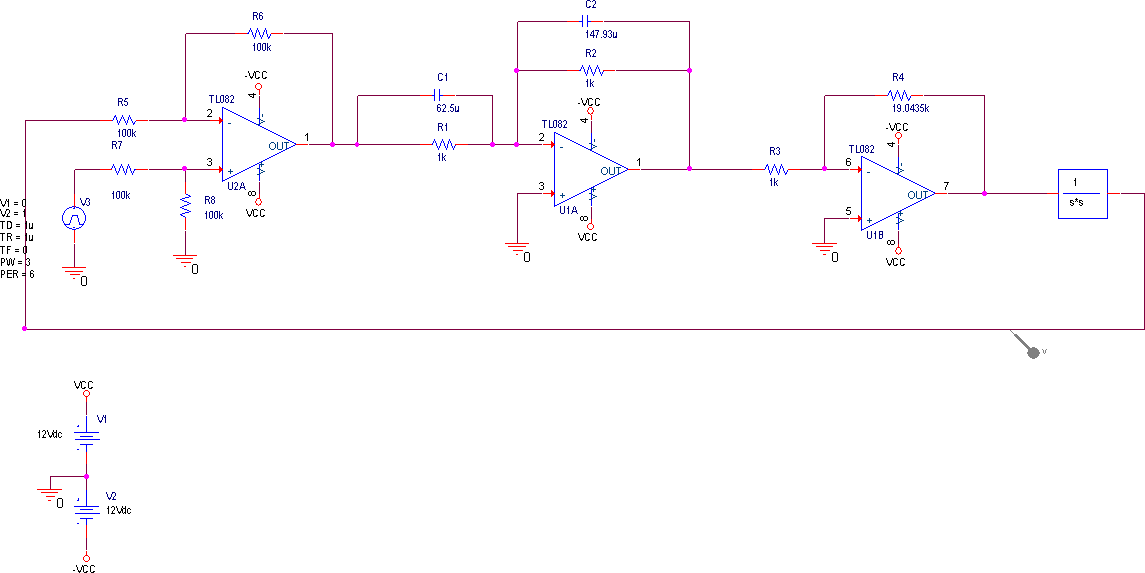 C2
147.93u
R6
100k
R2
1k
-VCC
4
TL082
R5
100k
2
-
V-
OUT
1
R7
100k
3
+
V+
U2A
8
VCC
R8
100k
0
C1
62.5u
R1
1k
-VCC
4
TL082
2
-
V-
OUT
1
3
+
V+
U1A
8
VCC
0
R3
1k
R4
19.0435k
-VCC
4
TL082
6
-
V-
OUT
7
5
+
V+
U1B
8
VCC
0
1
s*s
V3
V1 = 0
V2 = 1
TD = 1u
TR = 1u
TF = 0
PW = 3
PER = 6
0
V
VCC
V1
12Vdc
0
V2
12Vdc
-VCC